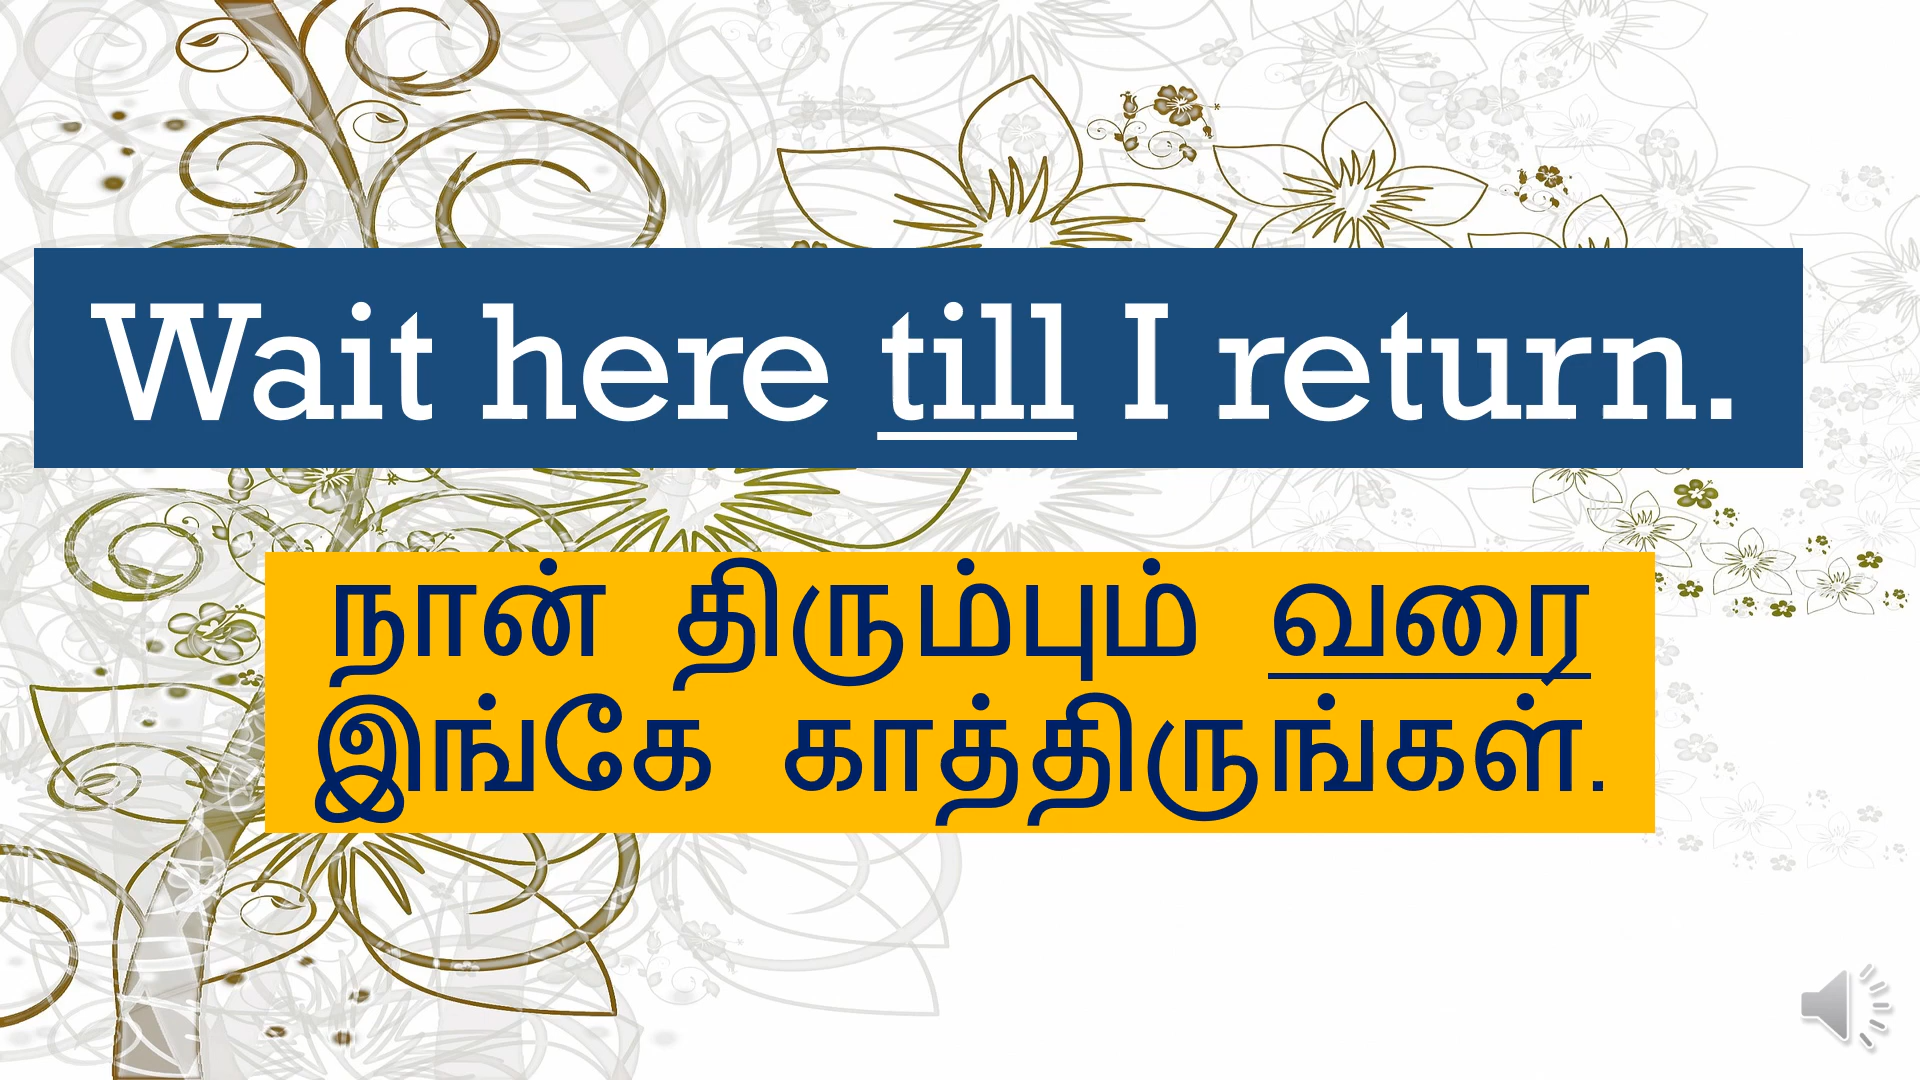 Wait here till I return.
நான் திரும்பும் வரை
இங்கே காத்திருங்கள்.